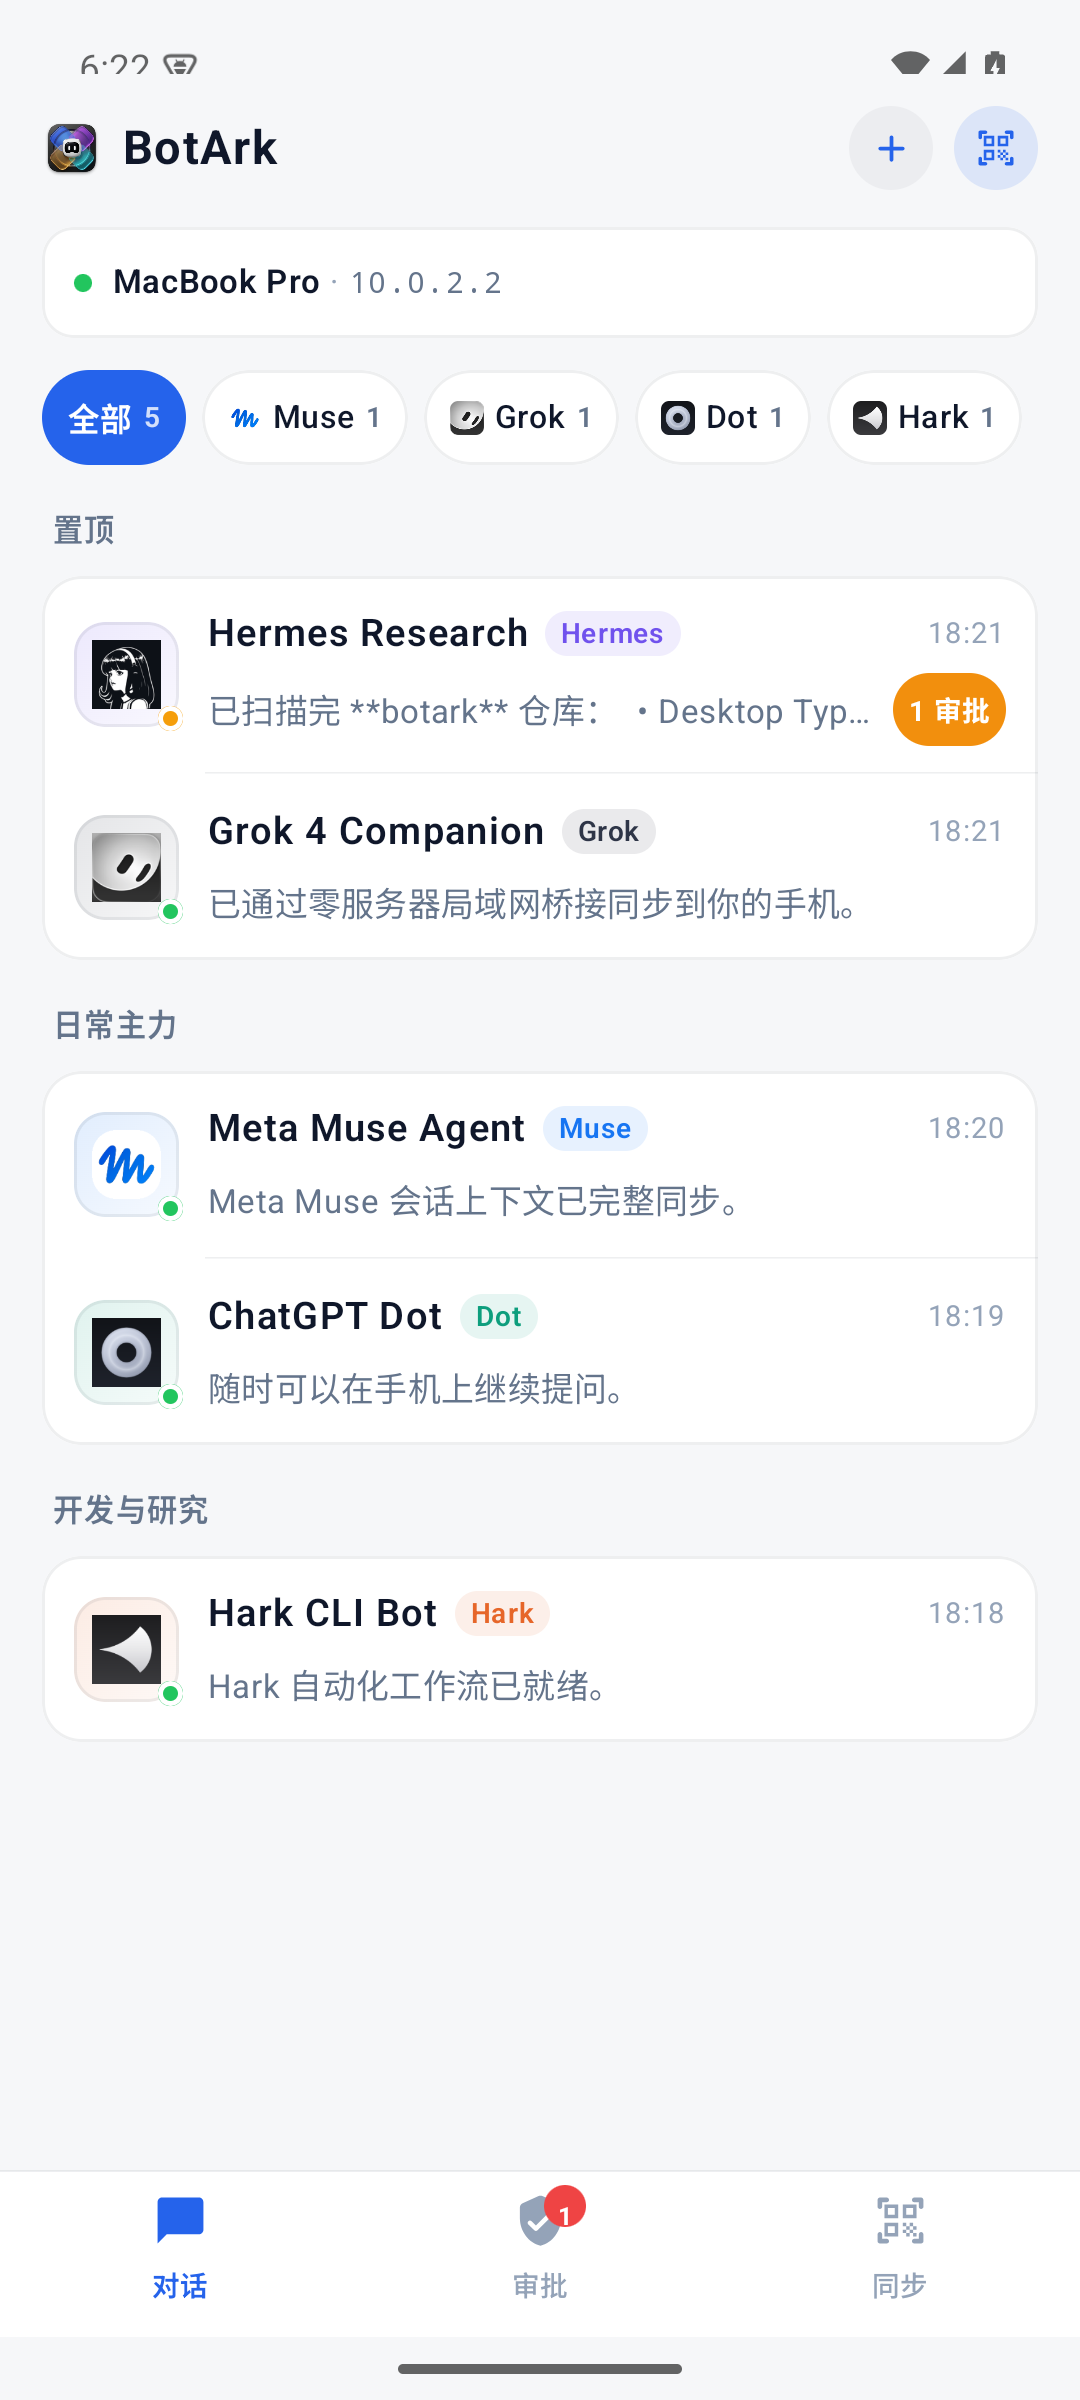 6:22
BotArk
MacBook Pro · 10.0.2.2
全部 5 Muse 1 Grok 1 Dot 1 Hark 1
置顶
Hermes Research Hermes 18:21
已扫描完 **botark** 仓库： • Desktop Typ… 1 审批
Grok 4 Companion Grok 18:21
已通过零服务器局域网桥接同步到你的手机。
日常主力
Meta Muse Agent Muse 18:20
Meta Muse 会话上下文已完整同步。
ChatGPT Dot Dot 18:19
随时可以在手机上继续提问。
开发与研究
Hark CLI Bot Hark 18:18
Hark 自动化工作流已就绪。
1
对话 审批 同步